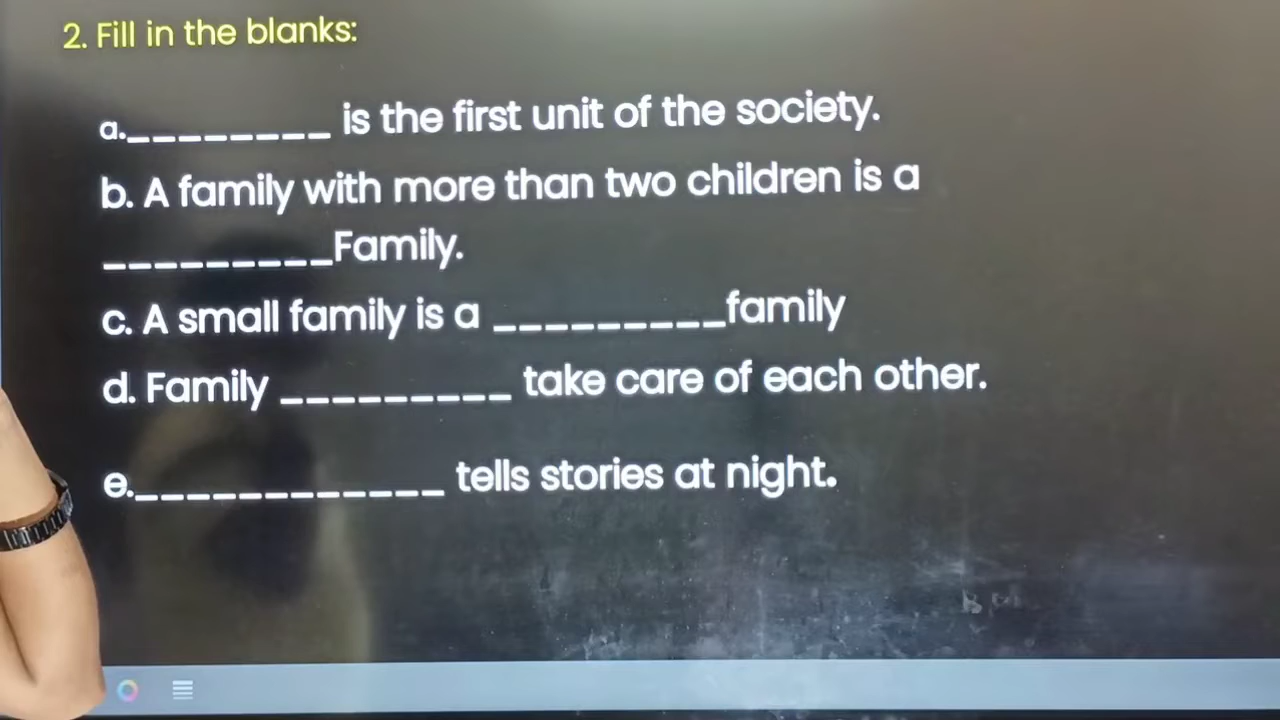 2. Fill in the blanks:
a.________ is the first unit of the society.
b. A family with more than two children is a
_________Family.
c. A small family is a _________family
d. Family _________ take care of each other.
e.____________ tells stories at night.